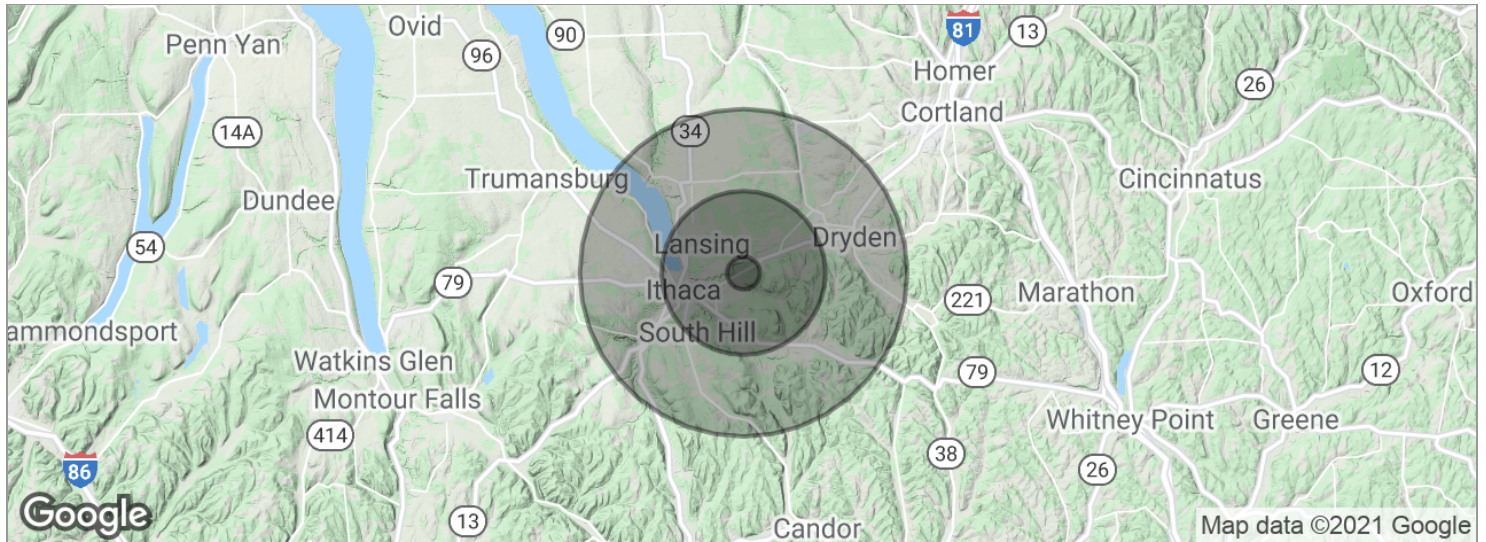 Ovid
90
81
13
Penn Yan
96
Homer
26
Cortland
14A
34
Trumansburg
Cincinnatus
Dundee
54
Lansing
Dryden
79
Ithaca
221
Marathon
Oxford
ammondsport
South Hill
Watkins Glen
79
12
Montour Falls
414
Whitney Point
Greene
38
86
26
Google
13
Candor
Map data ©2021 Google